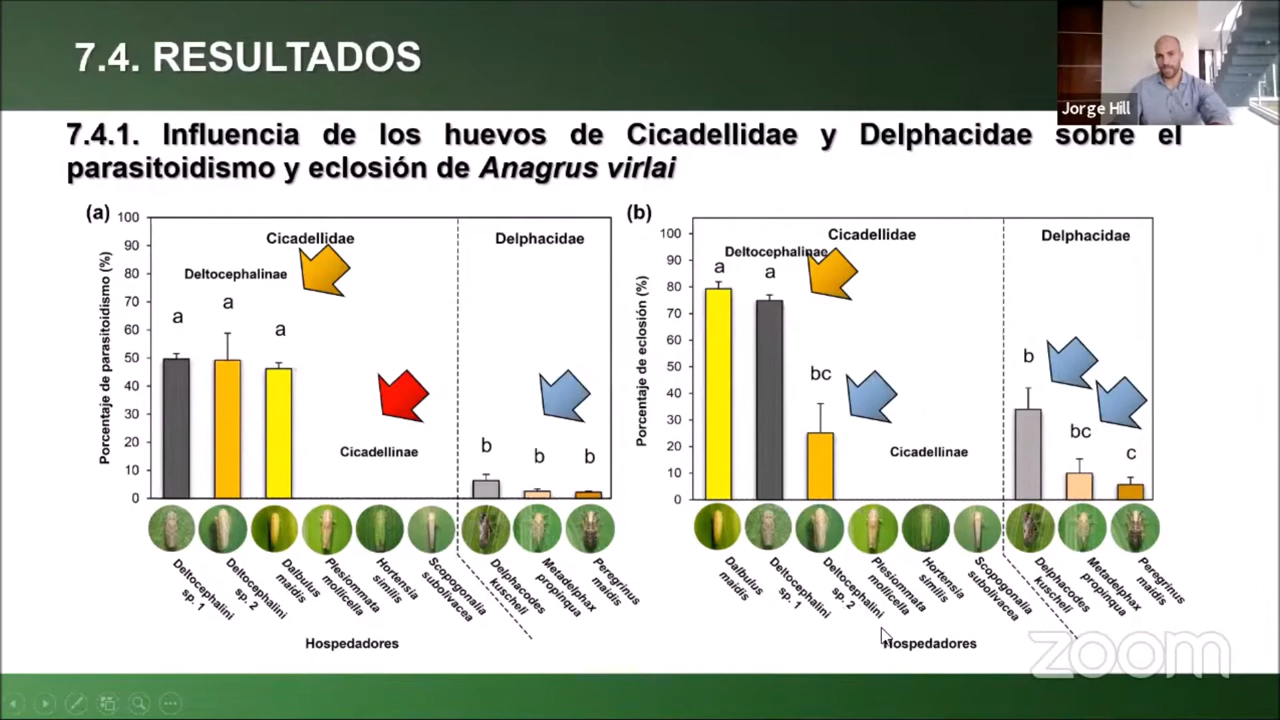 7.4. RESULTADOS
Jorge Hill
7.4.1. Influencia de los huevos de Cicadellidae y Delphacidae sobre el
parasitoidismo y eclosión de Anagrus virlai
(a)
Porcentaje de parasitoidismo (%)
100
90
80
70
60
50
40
30
20
10
0
Cicadellidae
Delphacidae
Deltocephalinae
a
a
a
Cicadellinae
b
b
b
Deltocephalini
sp. 1
Deltocephalini
sp. 2
Dalbulus
maidis
Plesiommata
mollicella
Hortensia
similis
Scopogonalia
subolivacea
Delphacodes
kuscheli
Metadelphax
propinqua
Peregrinus
maidis
Hospedadores
(b)
Porcentaje de eclosión (%)
100
90
80
70
60
50
40
30
20
10
0
Cicadellidae
Delphacidae
Deltocephalinae
a
a
bc
Cicadellinae
b
bc
c
Dalbulus
maidis
Deltocephalini
sp. 1
Deltocephalini
sp. 2
Plesiommata
mollicella
Hortensia
similis
Scopogonalia
subolivacea
Delphacodes
kuscheli
Metadelphax
propinqua
Peregrinus
maidis
Hospedadores
zoom